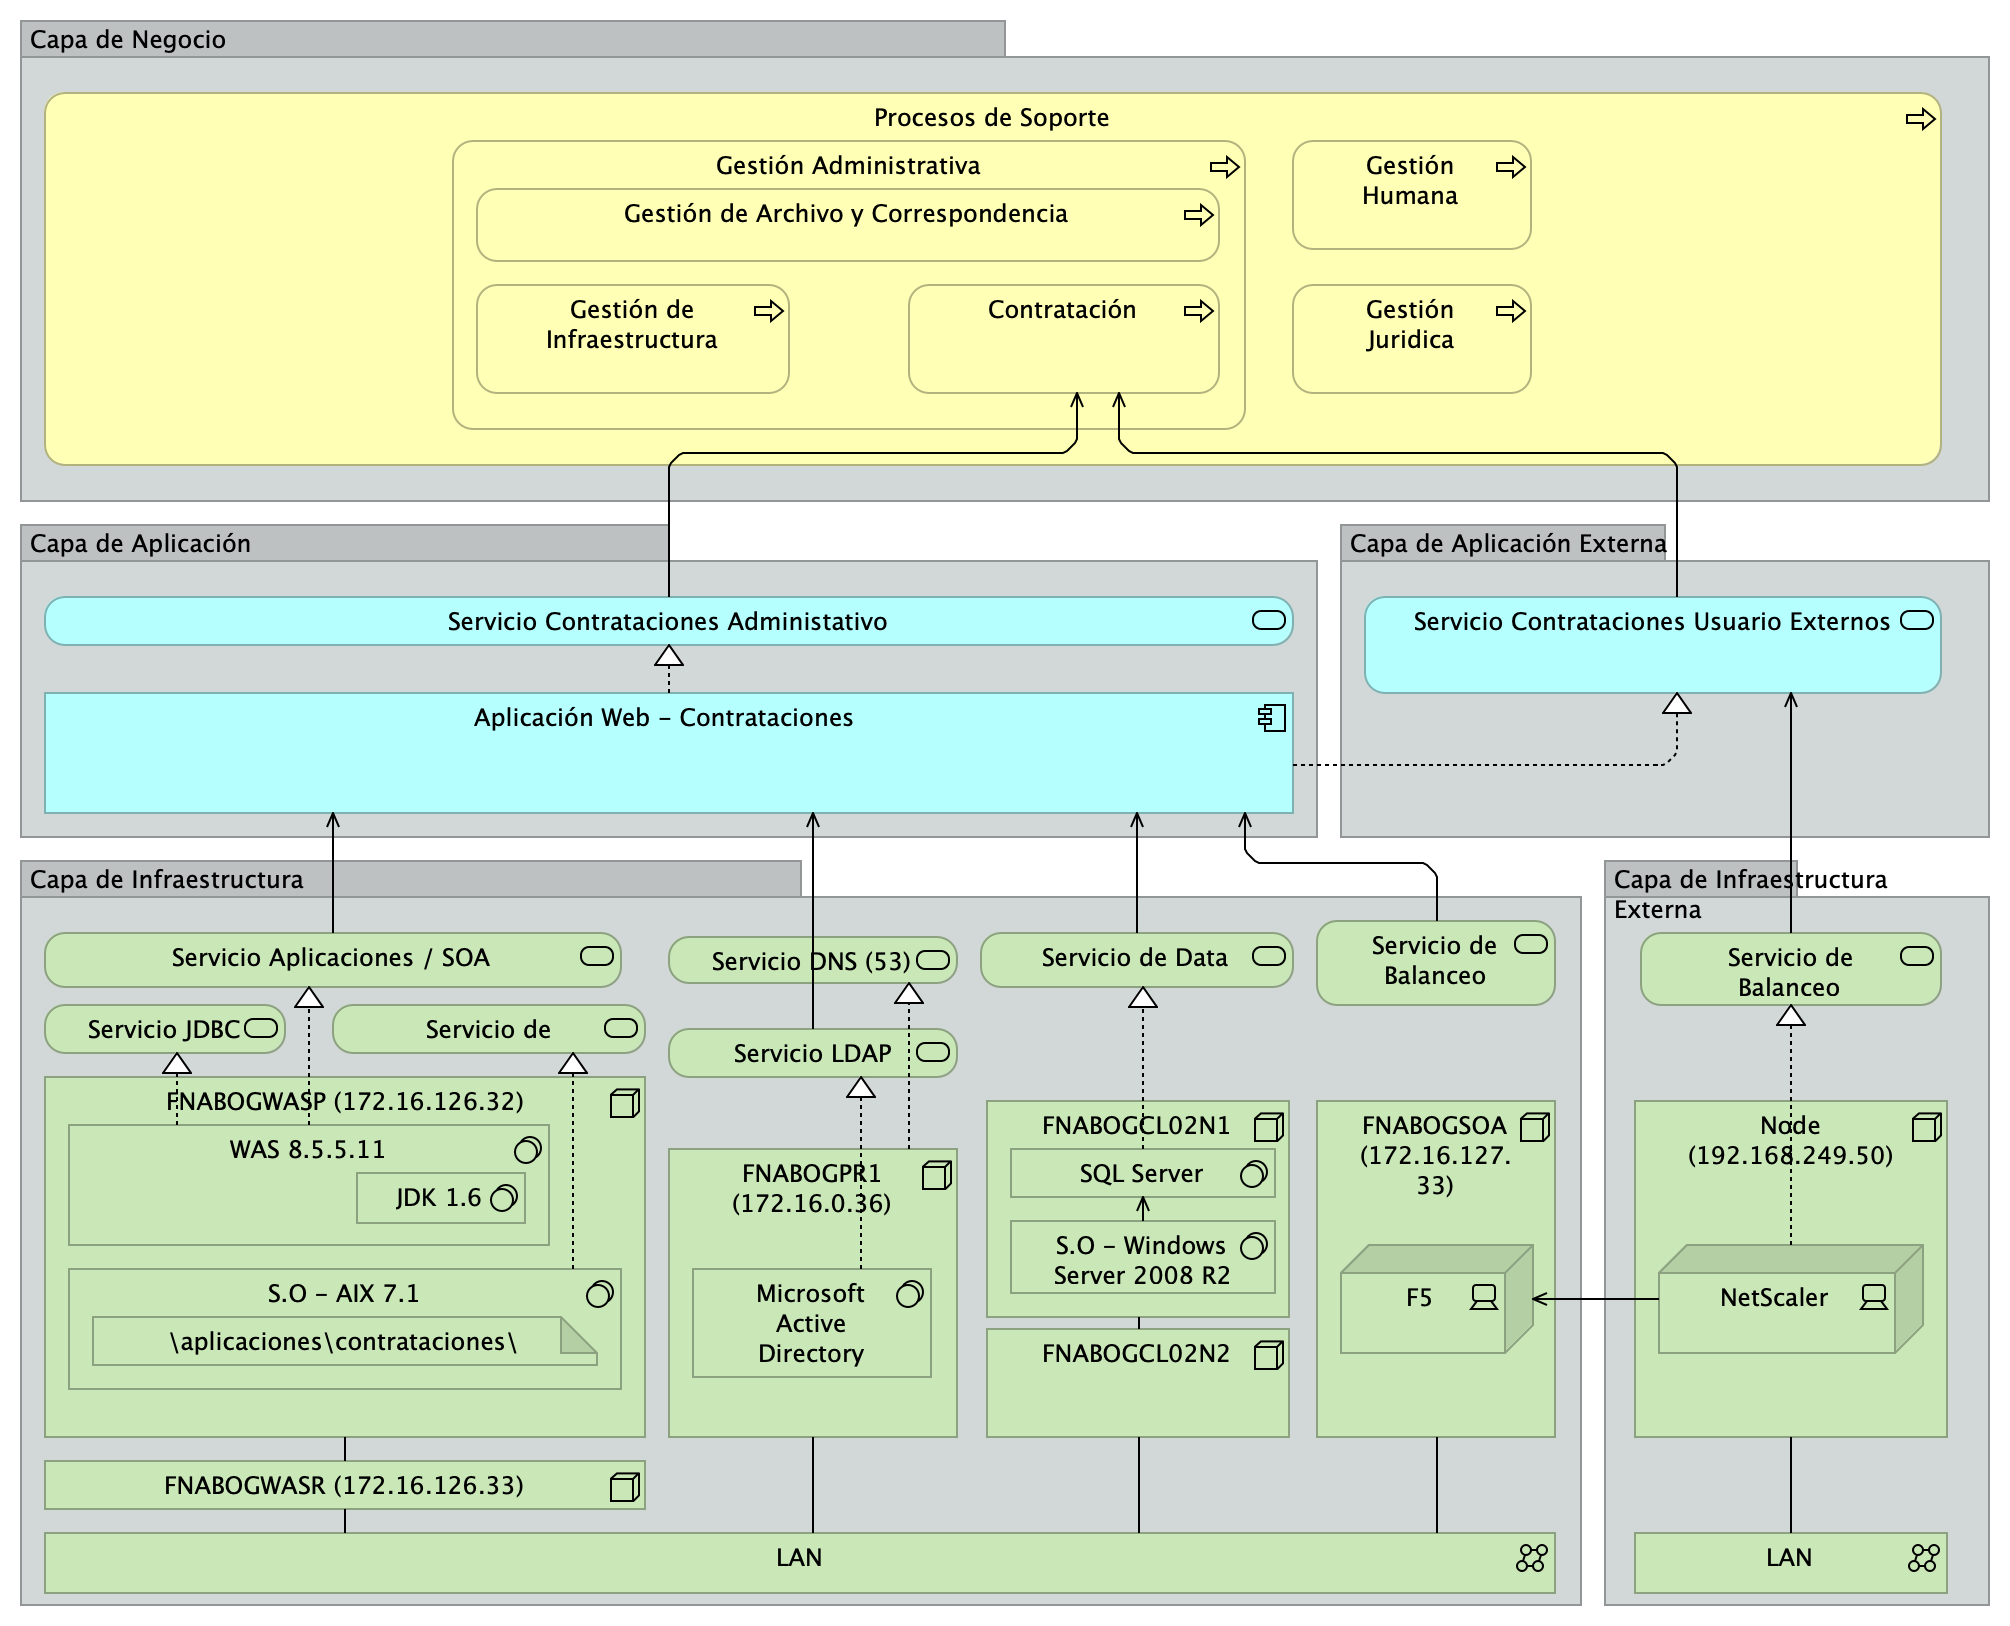 Capa de Negocio
Procesos de Soporte
Gestión Administrativa
Gestión de Archivo y Correspondencia
Gestión de
Infraestructura
Contratación
Gestión
Humana
Gestión
Juridica
Capa de Aplicación
Servicio Contrataciones Administativo
Aplicación Web – Contrataciones
Capa de Aplicación Externa
Servicio Contrataciones Usuario Externos
Capa de Infraestructura
Servicio Aplicaciones / SOA
Servicio JDBC
Servicio de
FNABOGWASP (172.16.126.32)
WAS 8.5.5.11
JDK 1.6
S.O – AIX 7.1
\aplicaciones\contrataciones\
FNABOGWASR (172.16.126.33)
Servicio DNS (53)
Servicio LDAP
FNABOGPR1
(172.16.0.36)
Microsoft
Active
Directory
Servicio de Data
FNABOGCL02N1
SQL Server
S.O – Windows
Server 2008 R2
FNABOGCL02N2
Servicio de
Balanceo
FNABOGSOA
(172.16.127.
33)
F5
LAN
Capa de Infraestructura
Externa
Servicio de
Balanceo
Node
(192.168.249.50)
NetScaler
LAN